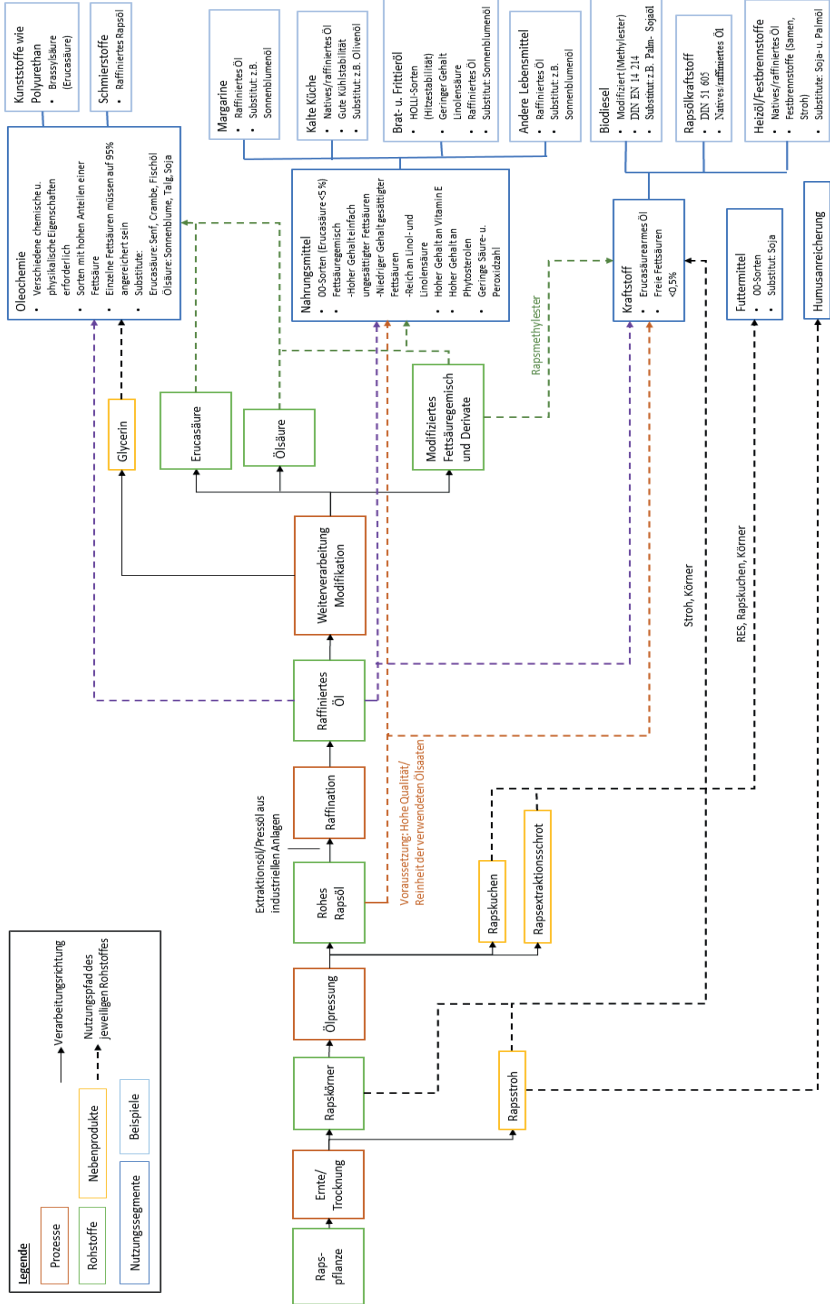 Legende
Prozesse
Rohstoffe
Nebenprodukte
Nutzungssegmente
Beispiele
Verarbeitungsrichtung
Nutzungspfad des
jeweiligen Rohstoffes
Raps-
pflanze
Ernte/
Trocknung
Rapskörner
Rapsstroh
Ölpressung
Rohes
Rapsöl
Rapskuchen
Rapsextraktionsschrot
Extraktionsöl/Pressöl aus
industriellen Anlagen
Voraussetzung: Hohe Qualität/
Reinheit der verwendeten Ölsaaten
Raffination
Raffiniertes
Öl
Weiterverarbeitung
Modifikation
Glycerin
Erucasäure
Ölsäure
Modifiziertes
Fettsäuregemisch
und Derivate
Rapsmethylester
Stroh, Körner
RES, Rapskuchen, Körner
Oleochemie
• Verschiedene chemische u.
physikalische Eigenschaften
erforderlich
• Sorten mit hohen Anteilen einer
Fettsäure
• Einzelne Fettsäuren müssen auf 95%
angereichert sein
• Substitute:
Erucasäure: Senf, Crambe, Fischöl
Ölsäure: Sonnenblume, Talg, Soja
Nahrungsmittel
• 00-Sorten (Erucasäure <5 %)
• Fettsäuregemisch
-Hoher Gehalt einfach
ungesättigter Fettsäuren
-Niedriger Gehalt gesättigter
Fettsäuren
-Reich an Linol- und
Linolensäure
• Hoher Gehalt an Vitamin E
• Hoher Gehalt an
Phytosterolen
• Geringe Säure- u.
Peroxidzahl
Kraftstoff
• Erucasäurearmes Öl
• Freie Fettsäuren
<0,5%
Futtermittel
• 00-Sorten
• Substitut: Soja
Humusanreicherung
Kunststoffe wie
Polyurethan
• Brassylsäure
(Erucasäure)
Schmierstoffe
• Raffiniertes Rapsöl
Margarine
• Raffiniertes Öl
• Substitut: z.B.
Sonnenblumenöl
Kalte Küche
• Natives/raffiniertes Öl
• Gute Kühlstabilität
• Substitut: z.B. Olivenöl
Brat- u. Frittieröl
• HOLLi-Sorten
(Hitzestabilität)
• Geringer Gehalt
Linolensäure
• Raffiniertes Öl
• Substitut: Sonnenblumenöl
Andere Lebensmittel
• Raffiniertes Öl
• Substitut: z.B.
Sonnenblumenöl
Biodiesel
• Modifiziert (Methylester)
• DIN EN 14 214
• Substitut: z.B. Palm- Sojaöl
Rapsölkraftstoff
• DIN 51 605
• Natives/raffiniertes Öl
Heizöl/Festbrennstoffe
• Natives/raffiniertes Öl
• Festbrennstoffe (Samen,
Stroh)
• Substitute: Soja- u. Palmöl